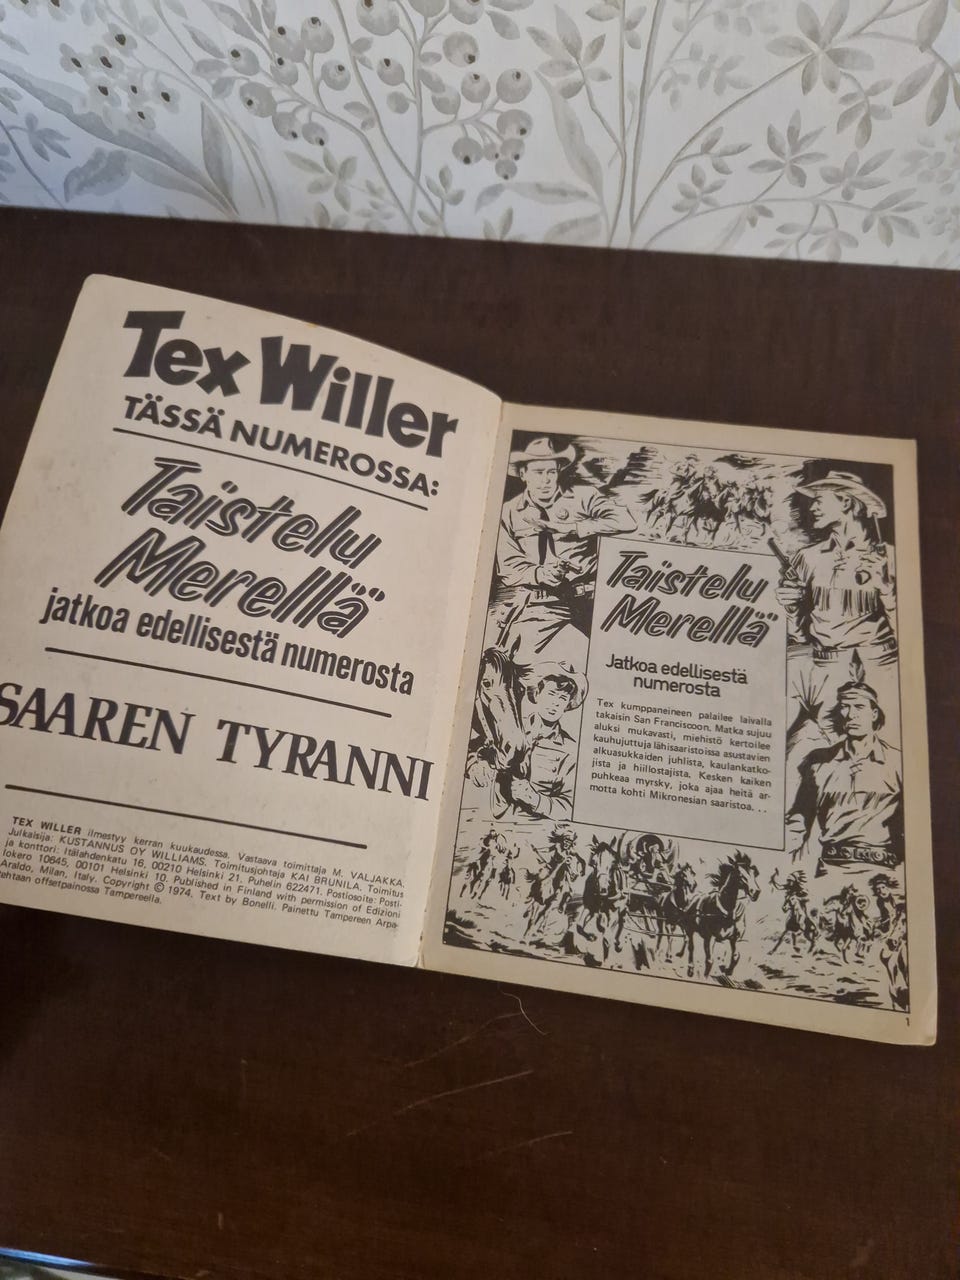 Tex Willer
TÄSSÄ NUMEROSSA:
Taistelu
Merellä
jatkoa edellisestä numerosta
SAAREN TYRANNI
TEX WILLER ilmestyy kerran kuukaudessa. Vastaava toimittaja M. VALJAKKA.
Julkaisija: KUSTANNUS OY WILLIAMS. Toimitusjohtaja KAI BRUNILA. Toimitus
ja konttori: Itälahdenkatu 16, 00210 Helsinki 21. Puhelin 622471. Postiosoite: Posti-
lokero 10645, 00101 Helsinki 10. Published in Finland with permission of Edizioni
Araldo, Milan, Italy. Copyright © 1974. Text by Bonelli. Painettu Tampereen Arpa-
tehtaan offsetpainossa Tampereella.
Taistelu
Merellä
Jatkoa edellisestä
numerosta
Tex kumppaneineen palailee laivalla
takaisin San Franciscoon. Matka sujuu
aluksi mukavasti, miehistö kertoilee
kauhujuttuja lähisaaristoissa asustavien
alkuasukkaiden juhlista, kaulankatko-
jista ja hiillostajista. Kesken kaiken
puhkeaa myrsky, joka ajaa heitä ar-
motta kohti Mikronesian saaristoa. . .
1